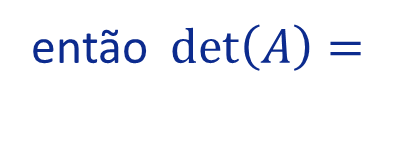 então det(A) =